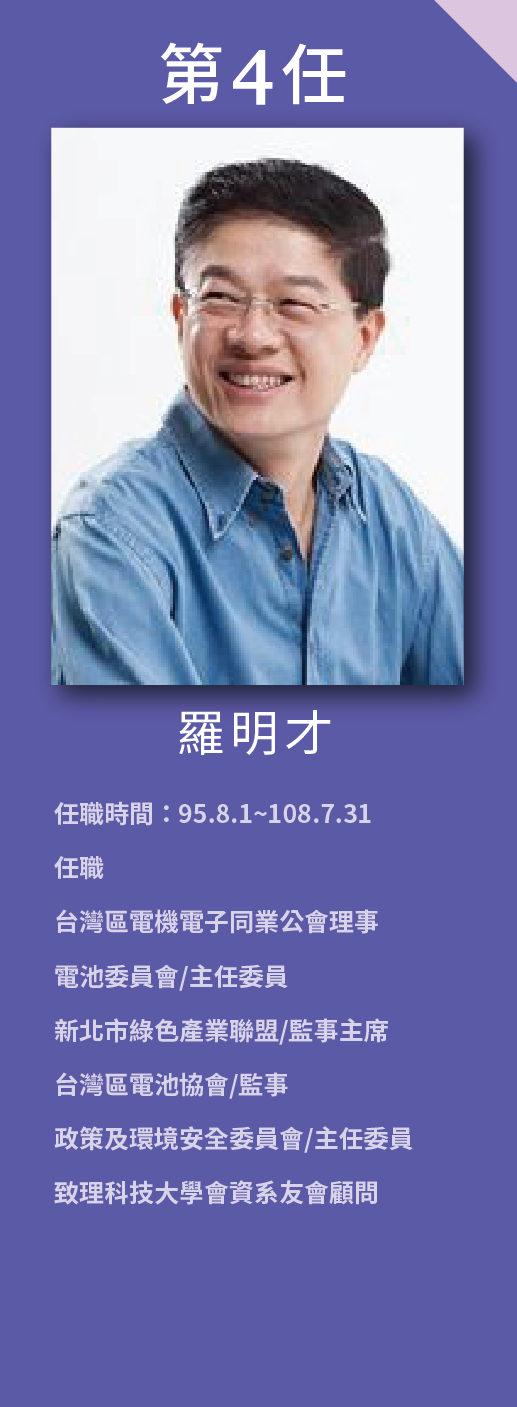 第4任
羅明才
任職時間：95.8.1~108.7.31
任職
台灣區電機電子同業公會理事
電池委員會/主任委員
新北市綠色產業聯盟/監事主席
台灣區電池協會/監事
政策及環境安全委員會/主任委員
致理科技大學會資系友會顧問